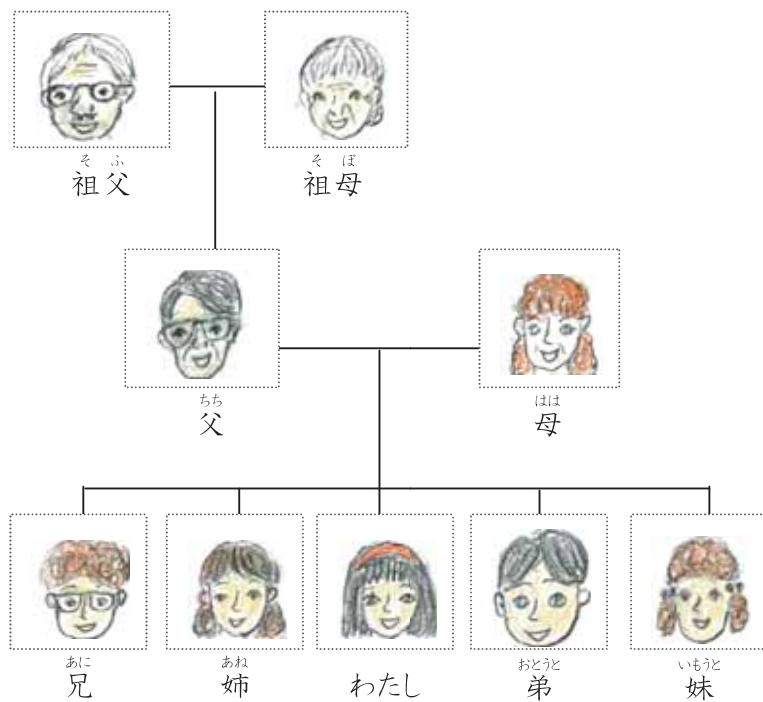 そ ふ
祖父
そ ぼ
祖母
ちち
父
はは
母
あに
兄
あね
姉
わたし
おとうと
弟
いもうと
妹